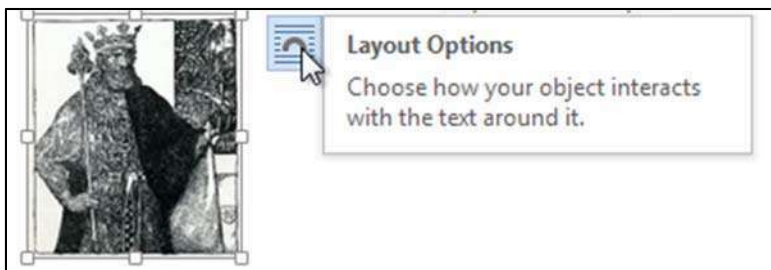 Layout Options
Choose how your object interacts
with the text around it.